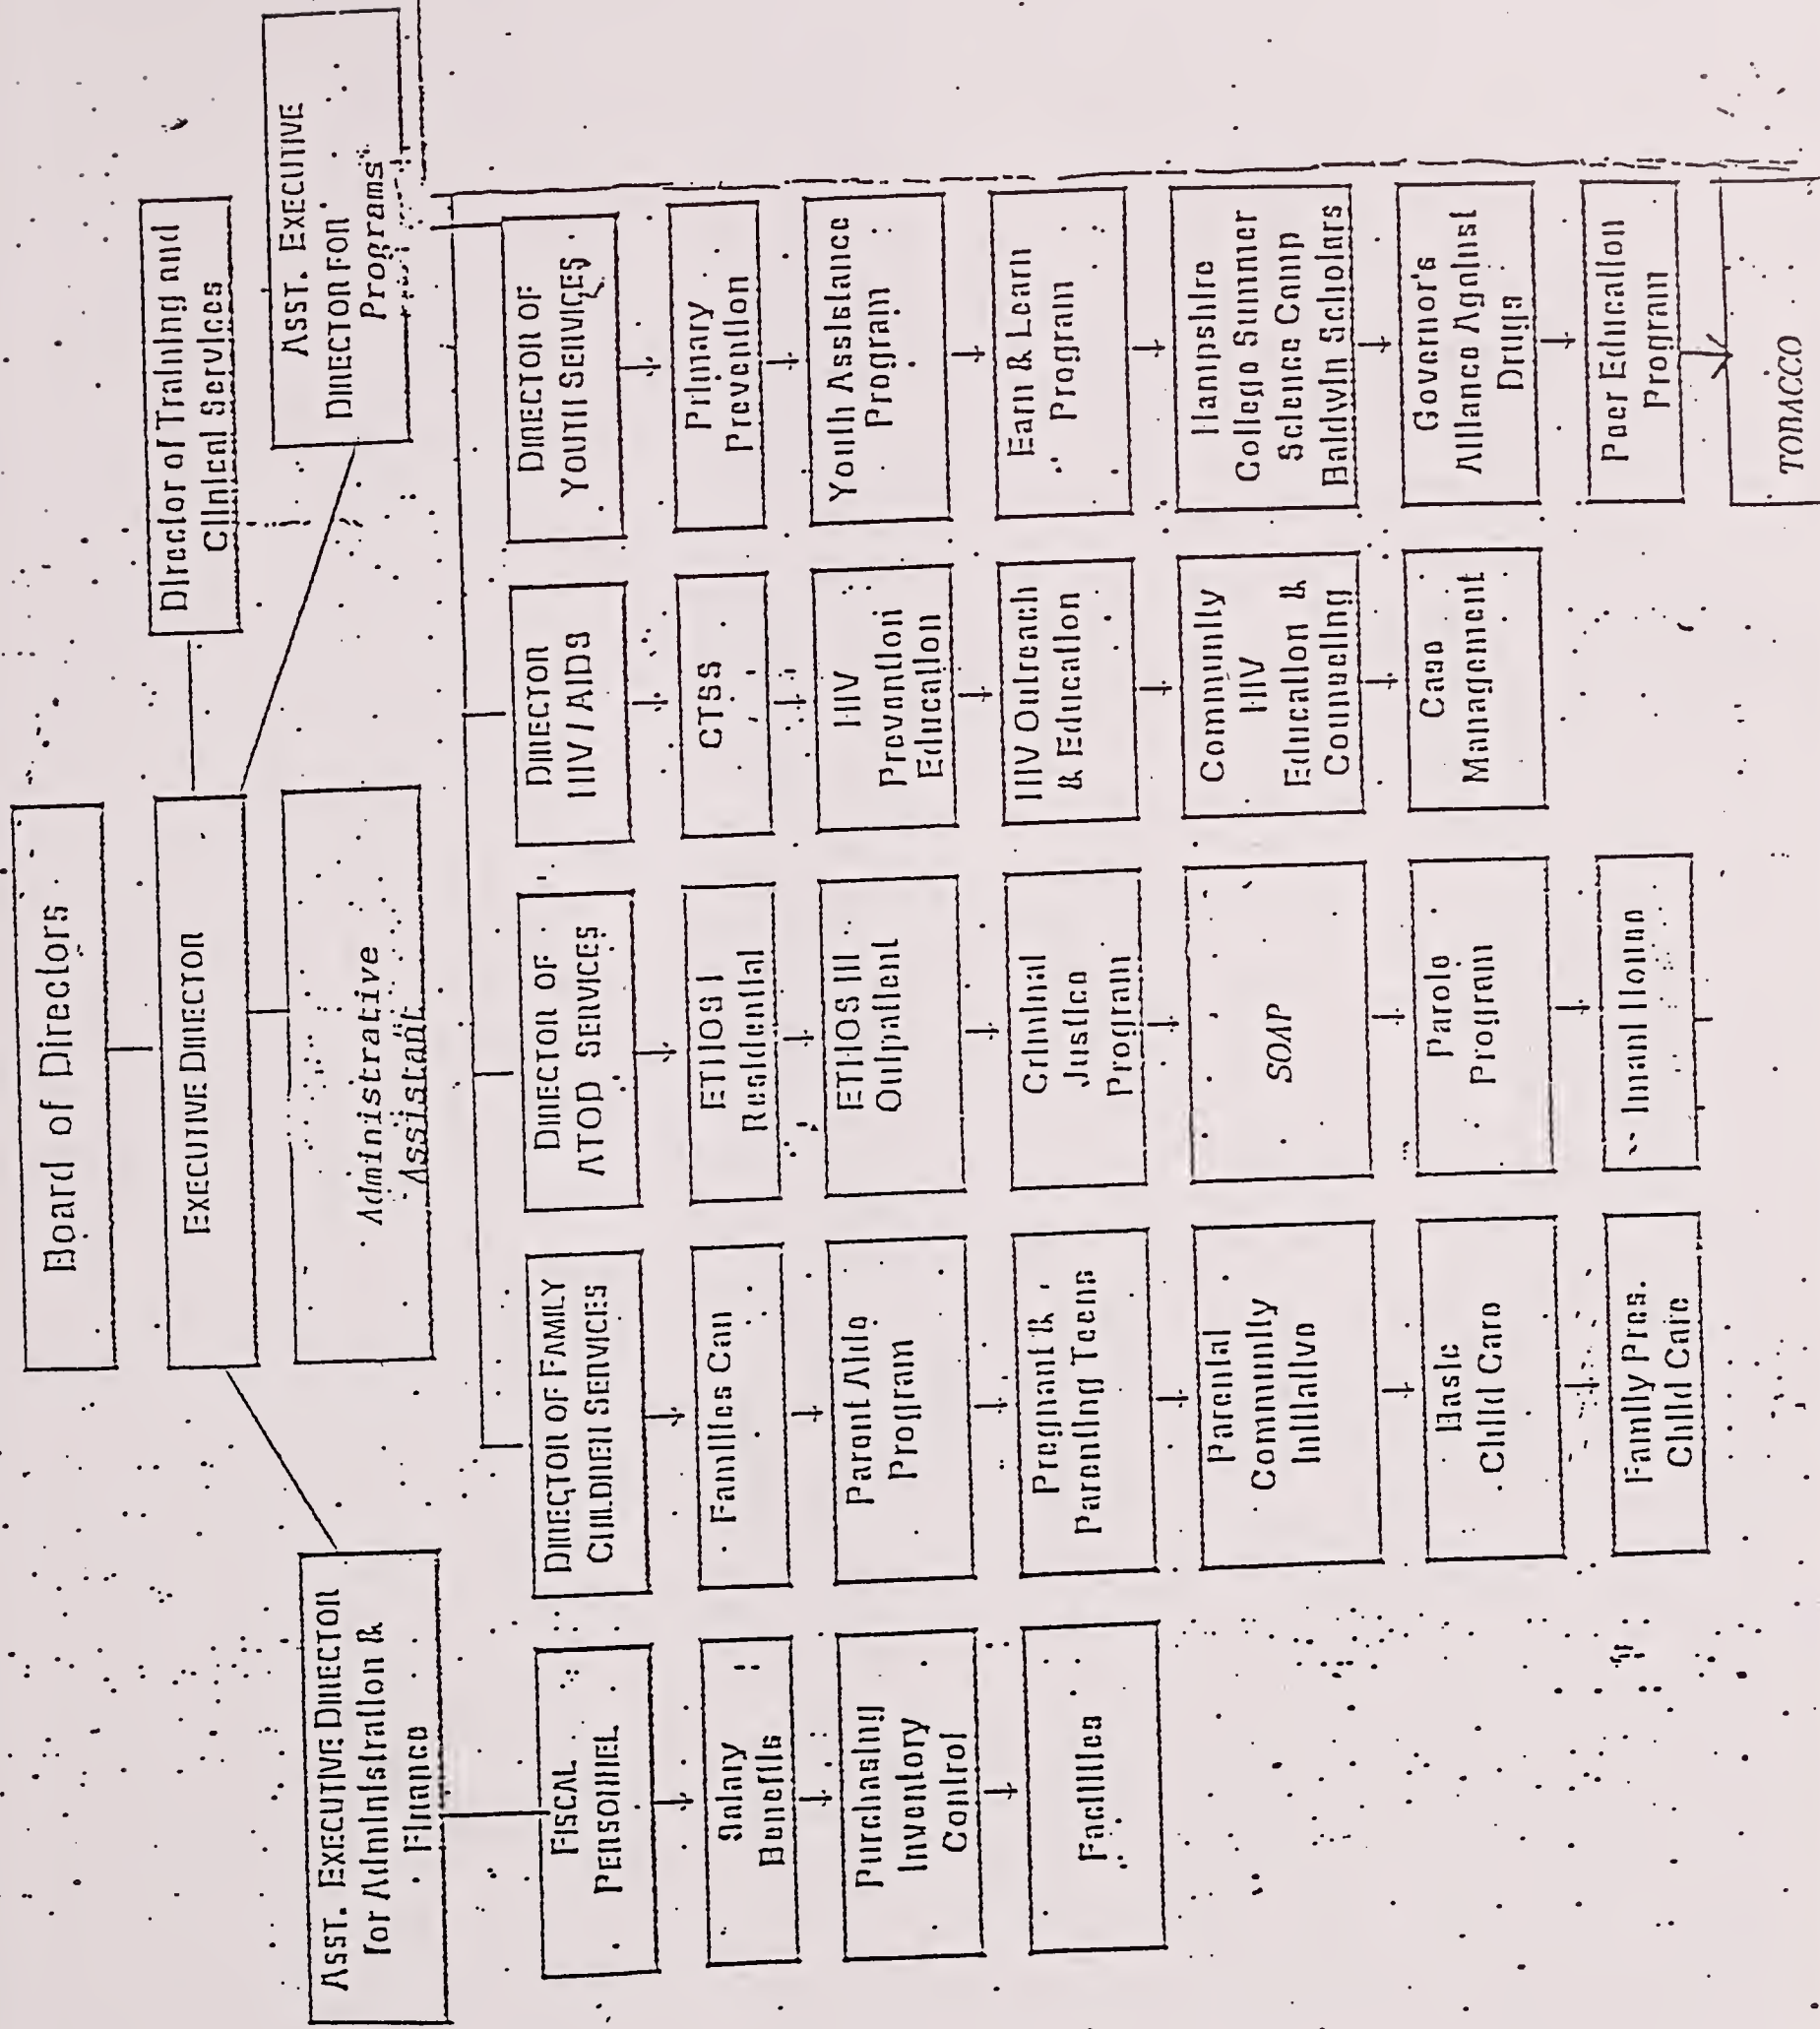 Board of Directors
EXECUTIVE DIRECTOR
Director of Training and
Clinical Services
ASST. EXECUTIVE
DIRECTOR FOR
Programs
Administrative
Assistant
ASST. EXECUTIVE DIRECTOR
for Administration &
Finance
FISCAL
PERSONNEL
Salary
Benefits
Purchasing
Inventory
Control
Facilities
DIRECTOR OF FAMILY
CHILDREN SERVICES
Families Can
Parent Aide
Program
Pregnant &
Parenting Teens
Parental
Community
Initiative
Basic
Child Care
Family Pres.
Child Care
DIRECTOR OF
ATOD SERVICES
ETHOS I
Residential
ETHOS III
Outpatient
Criminal
Justice
Program
SOAP
Parole
Program
Imani House
DIRECTOR
HIV / AIDS
CTSS
HIV
Prevention
Education
HIV Outreach
& Education
Community
HIV
Education &
Counseling
Case
Management
DIRECTOR OF
YOUTH SERVICES
Primary
Prevention
Youth Assistance
Program
Earn & Learn
Program
Hampshire
College Summer
Science Camp
Baldwin Scholars
Governor's
Alliance Against
Drugs
Peer Education
Program
TOBACCO